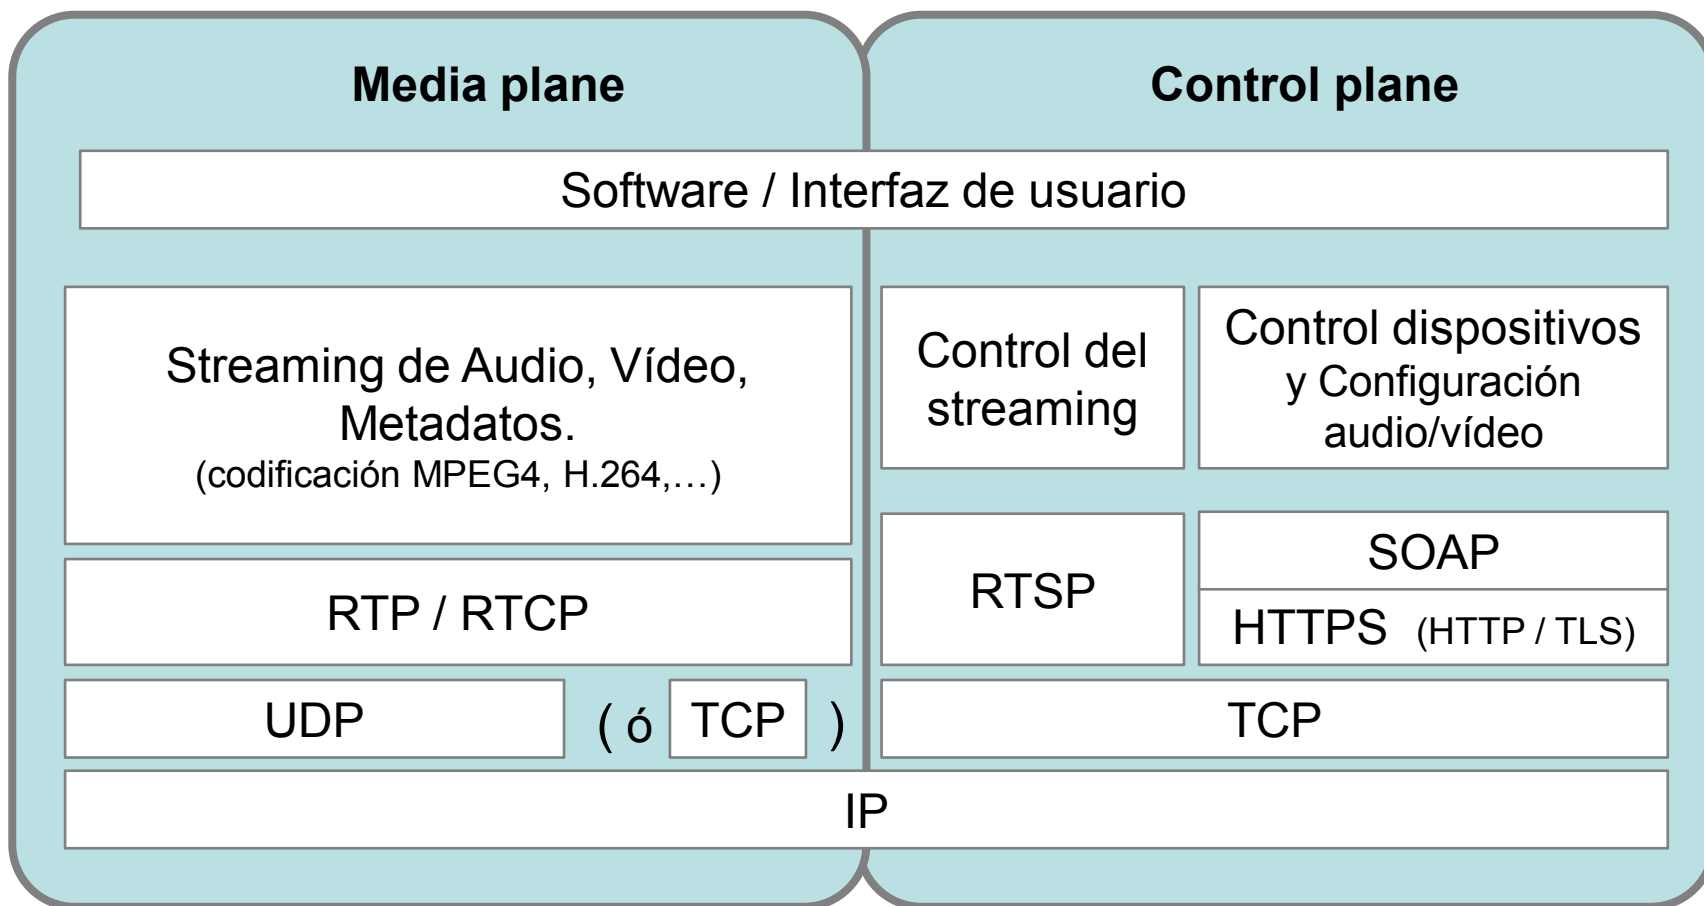 Media plane
Control plane
Software / Interfaz de usuario
Streaming de Audio, Vídeo,
Metadatos.
(codificación MPEG4, H.264,…)
Control del
streaming
Control dispositivos
y Configuración
audio/vídeo
RTP / RTCP
RTSP
SOAP
HTTPS (HTTP / TLS)
UDP
( ó TCP )
TCP
IP